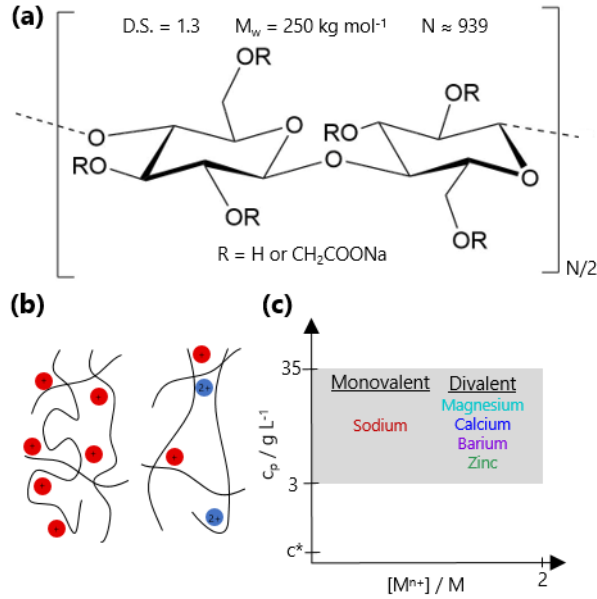 (a)
D.S. = 1.3 M_w = 250 kg mol⁻¹ N ≈ 939
OR
OR
O
O
RO
RO
O
O
OR
OR
R = H or CH₂COONa
N/2
(b)
(c)
+
+
+
+
+
+
+
+
+
2+
2+
35
Monovalent Divalent
Magnesium
Sodium
Calcium
Barium
Zinc
cₚ / g L⁻¹
3
c*
2
[Mⁿ⁺] / M